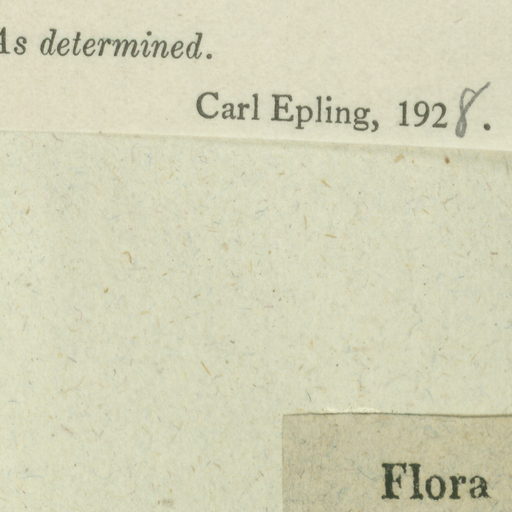 As determined.
Carl Epling, 1928.
Flora